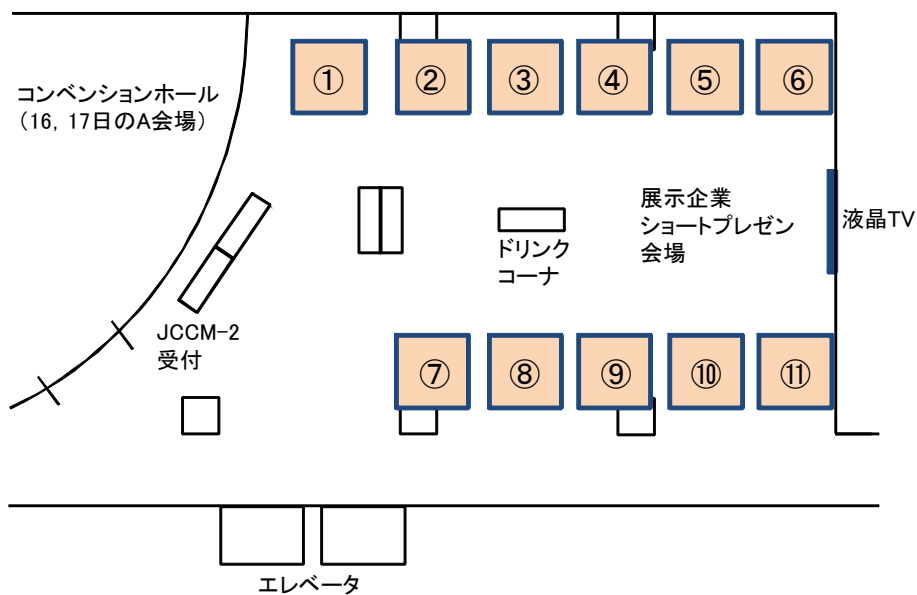 ① ② ③ ④ ⑤ ⑥
コンベンションホール
（16, 17日のA会場）
展示企業
ショートプレゼン
会場
液晶TV
ドリンク
コーナ
JCCM-2
受付
⑦ ⑧ ⑨ ⑩ ⑪
エレベータ